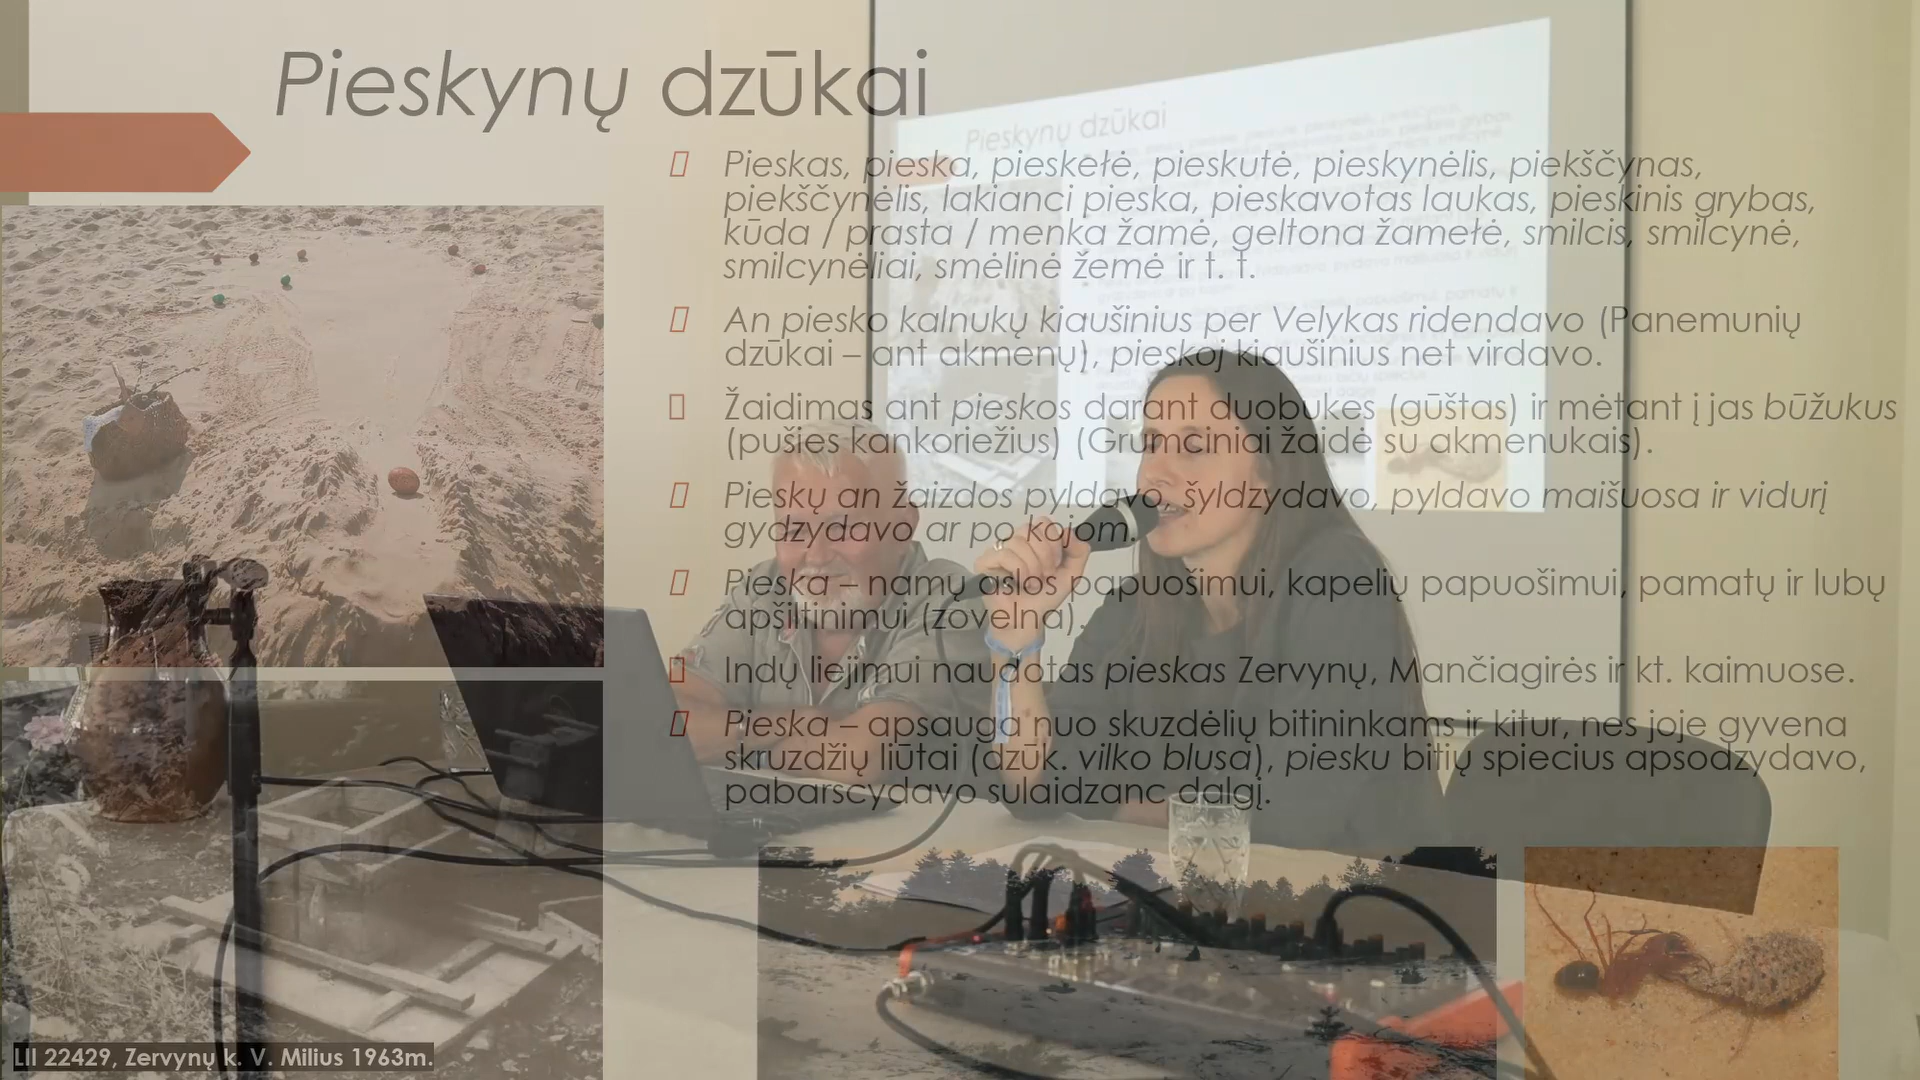 Pieskynų dzūkai
Pieskas, pieska, pieskełė, pieskutė, pieskynėlis, piekščynas,
piekščynėlis, lakianci pieska, pieskavotas laukas, pieskinis grybas,
kūda / prasta / menka žamė, geltona žamełė, smilcis, smilcynė,
smilcynėliai, smėlinė žemė ir t. t.
An piesko kalnukų kiaušinius per Velykas ridendavo (Panemunių
dzūkai – ant akmenų), pieskoj kiaušinius net virdavo.
Žaidimas ant pieskos darant duobukes (gūštas) ir mėtant į jas būžukus
(pušies kankoriežius) (Grumciniai žaidė su akmenukais).
Pieskų an žaizdos pyldavo, šyldzydavo, pyldavo maišuosa ir vidurį
gydzydavo ar po kojom.
Pieska – namų aslos papuošimui, kapelių papuošimui, pamatų ir lubų
apšiltinimui (zovelna).
Indų liejimui naudotas pieskas Zervynų, Mančiagirės ir kt. kaimuose.
Pieska – apsauga nuo skuzdėlių bitininkams ir kitur, nes joje gyvena
skruzdžių liūtai (dzūk. vilko blusa), piesku bitių spiecius apsodzydavo,
pabarscydavo sulaidzanc dalgį.
LII 22429, Zervynų k. V. Milius 1963m.
Pieskynų dzūkai